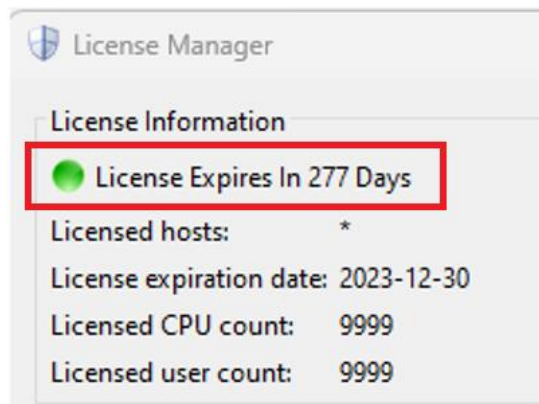 License Manager
License Information
License Expires In 277 Days
Licensed hosts: *
License expiration date: 2023-12-30
Licensed CPU count: 9999
Licensed user count: 9999